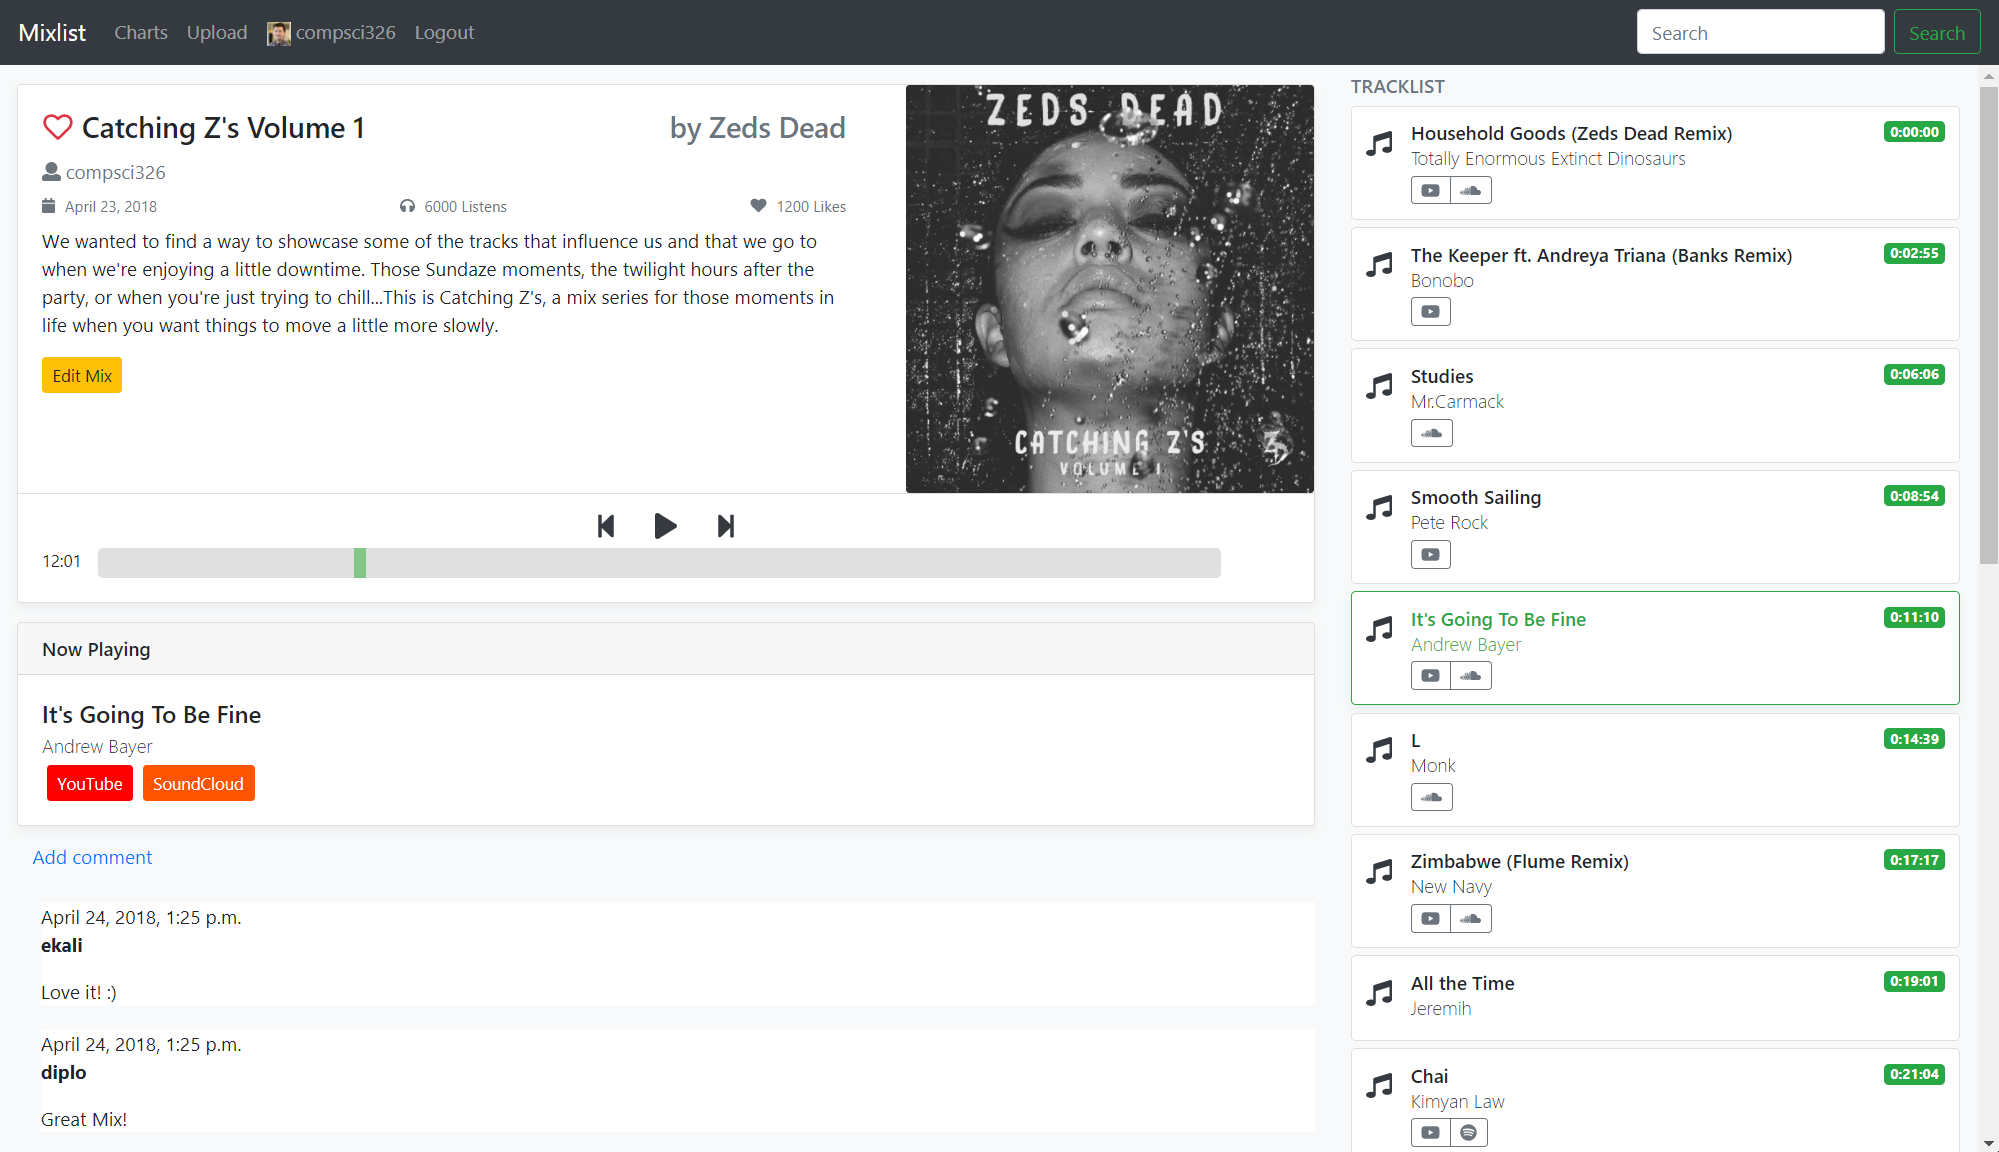 Mixlist
Charts
Upload
compsci326
Logout
Search
Search
Catching Z's Volume 1
by Zeds Dead
compsci326
April 23, 2018
6000 Listens
1200 Likes
We wanted to find a way to showcase some of the tracks that influence us and that we go to
when we're enjoying a little downtime. Those Sundaze moments, the twilight hours after the
party, or when you're just trying to chill...This is Catching Z's, a mix series for those moments in
life when you want things to move a little more slowly.
Edit Mix
ZEDS DEAD
CATCHING Z'S
VOLUME I
12:01
Now Playing
It's Going To Be Fine
Andrew Bayer
YouTube
SoundCloud
Add comment
April 24, 2018, 1:25 p.m.
ekali
Love it! :)
April 24, 2018, 1:25 p.m.
diplo
Great Mix!
TRACKLIST
Household Goods (Zeds Dead Remix)
0:00:00
Totally Enormous Extinct Dinosaurs
The Keeper ft. Andreya Triana (Banks Remix)
0:02:55
Bonobo
Studies
0:06:06
Mr.Carmack
Smooth Sailing
0:08:54
Pete Rock
It's Going To Be Fine
0:11:10
Andrew Bayer
L
0:14:39
Monk
Zimbabwe (Flume Remix)
0:17:17
New Navy
All the Time
0:19:01
Jeremih
Chai
0:21:04
Kimyan Law